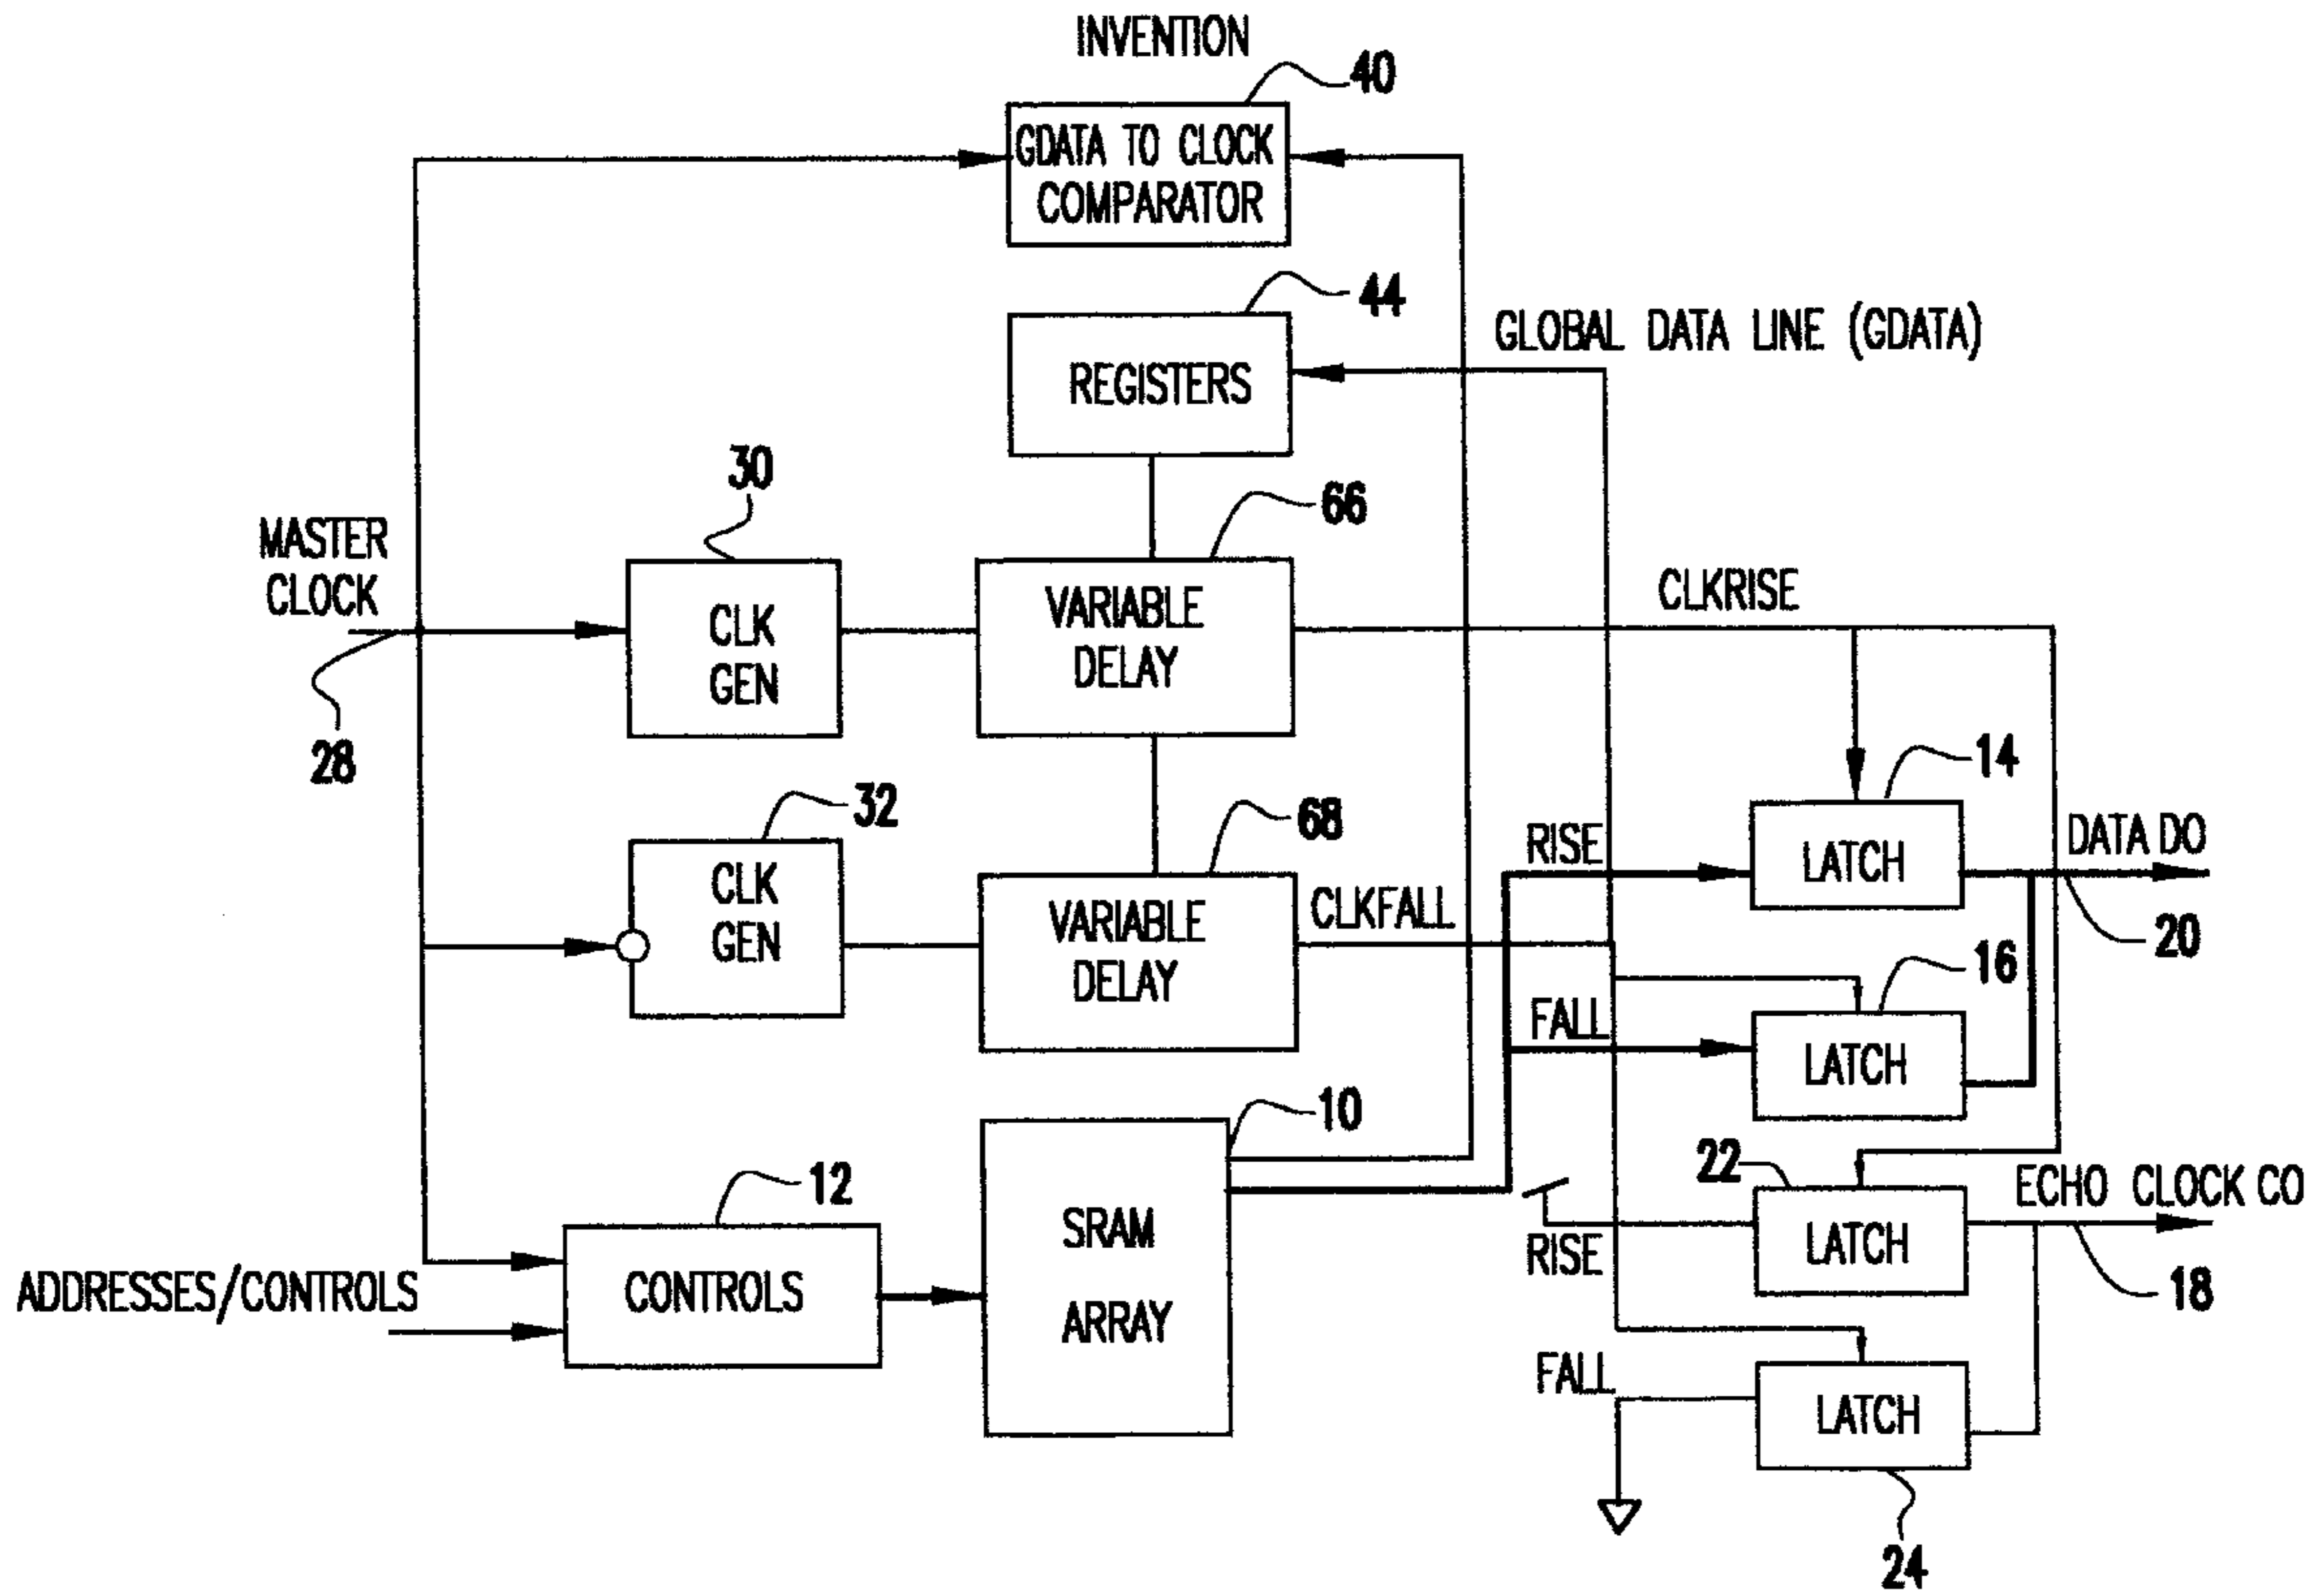 INVENTION
40
GDATA TO CLOCK
COMPARATOR
44
REGISTERS
GLOBAL DATA LINE (GDATA)
30
66
MASTER
CLOCK
CLK
GEN
VARIABLE
DELAY
CLKRISE
28
14
32
68
RISE
LATCH
DATA DO
CLK
GEN
VARIABLE
DELAY
CLKFALL
20
16
FALL
LATCH
10
12
22
ECHO CLOCK CO
SRAM
ARRAY
RISE
LATCH
18
ADDRESSES/CONTROLS
CONTROLS
FALL
LATCH
24